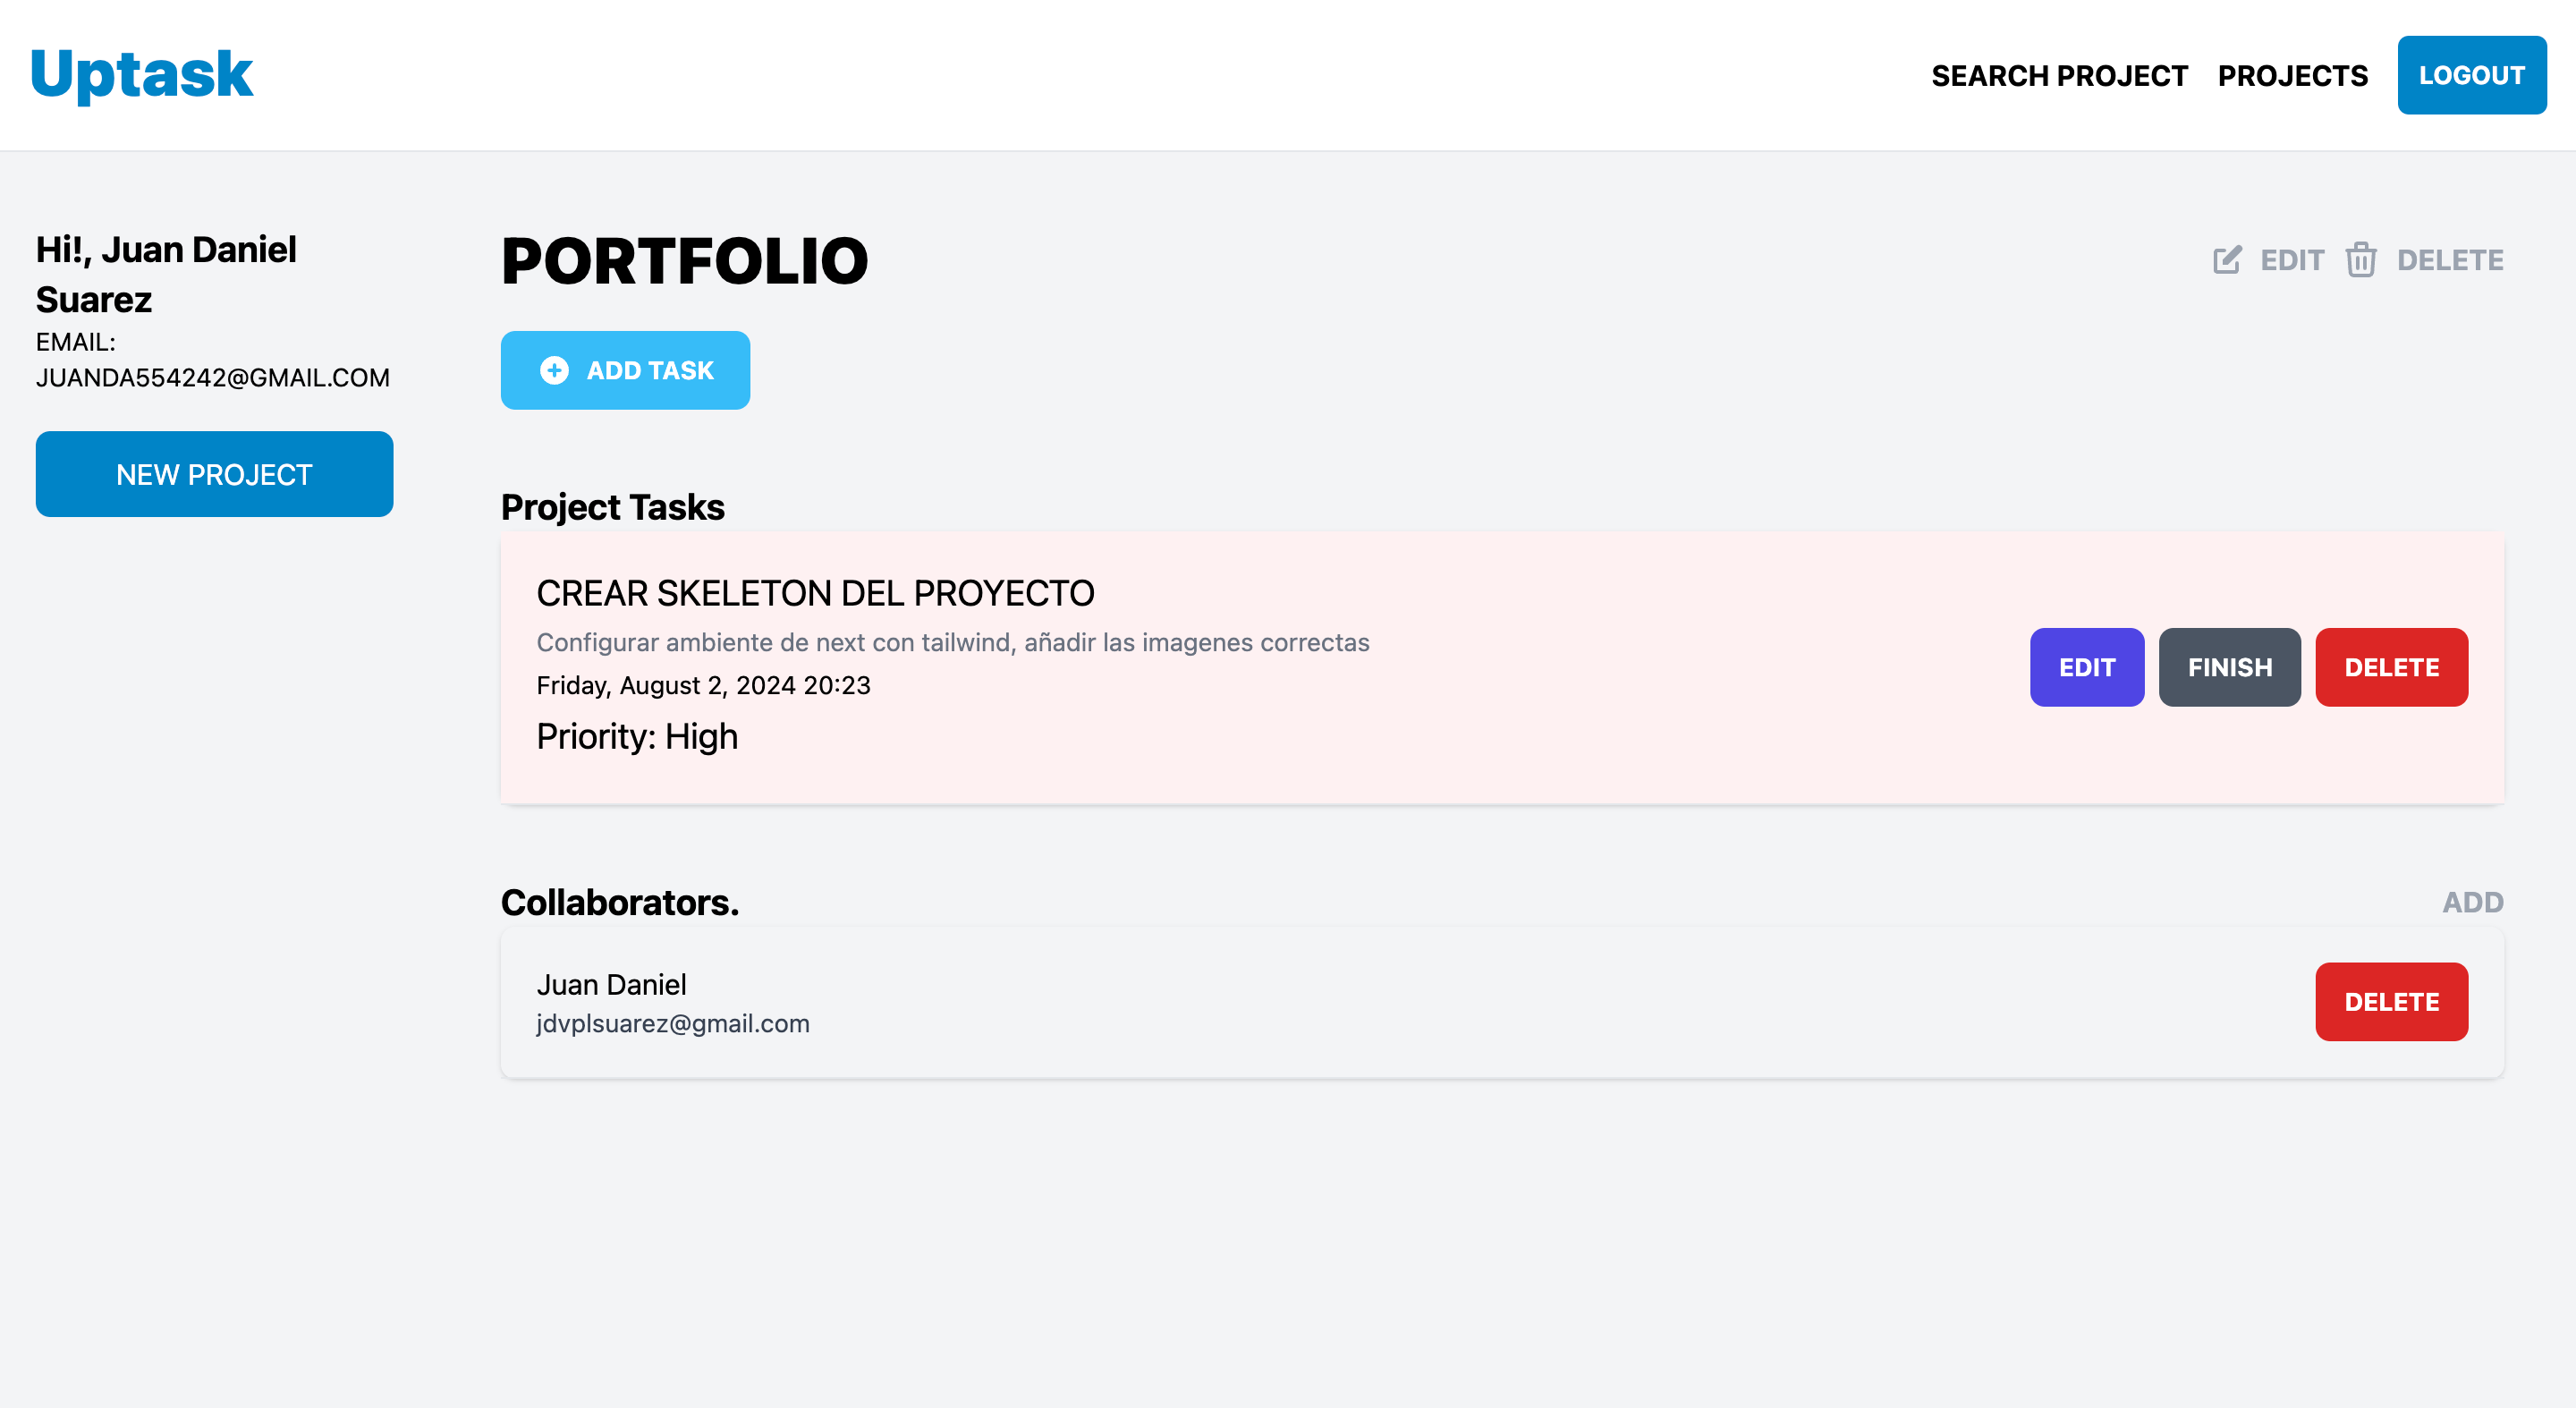 Uptask
SEARCH PROJECT
PROJECTS
LOGOUT
Hi!, Juan Daniel
Suarez
EMAIL:
JUANDA554242@GMAIL.COM
NEW PROJECT
PORTFOLIO
EDIT
DELETE
ADD TASK
Project Tasks
CREAR SKELETON DEL PROYECTO
Configurar ambiente de next con tailwind, añadir las imagenes correctas
Friday, August 2, 2024 20:23
Priority: High
EDIT
FINISH
DELETE
Collaborators.
ADD
Juan Daniel
jdvplsuarez@gmail.com
DELETE